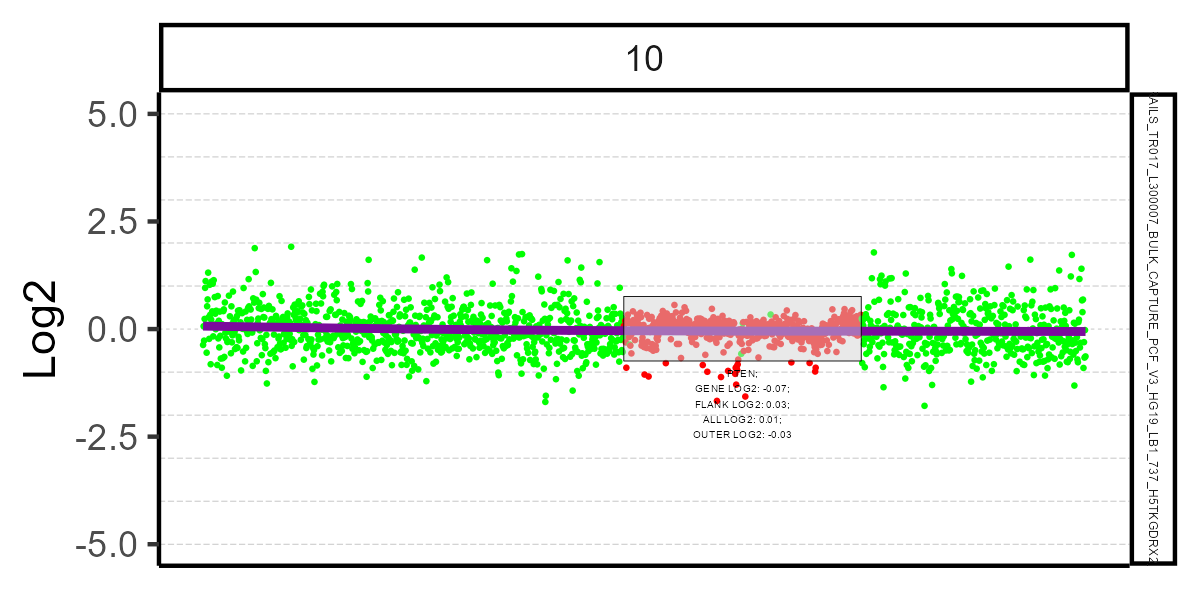 10
5.0
2.5
0.0
-2.5
-5.0
Log2
PTEN;
GENE LOG2: -0.07;
FLANK LOG2: 0.03;
ALL LOG2: 0.01;
OUTER LOG2: -0.03
AILS_TR017_L300007_BULK_CAPTURE_PCF_V3_HG19_LB1_737_H5TKGDRX2